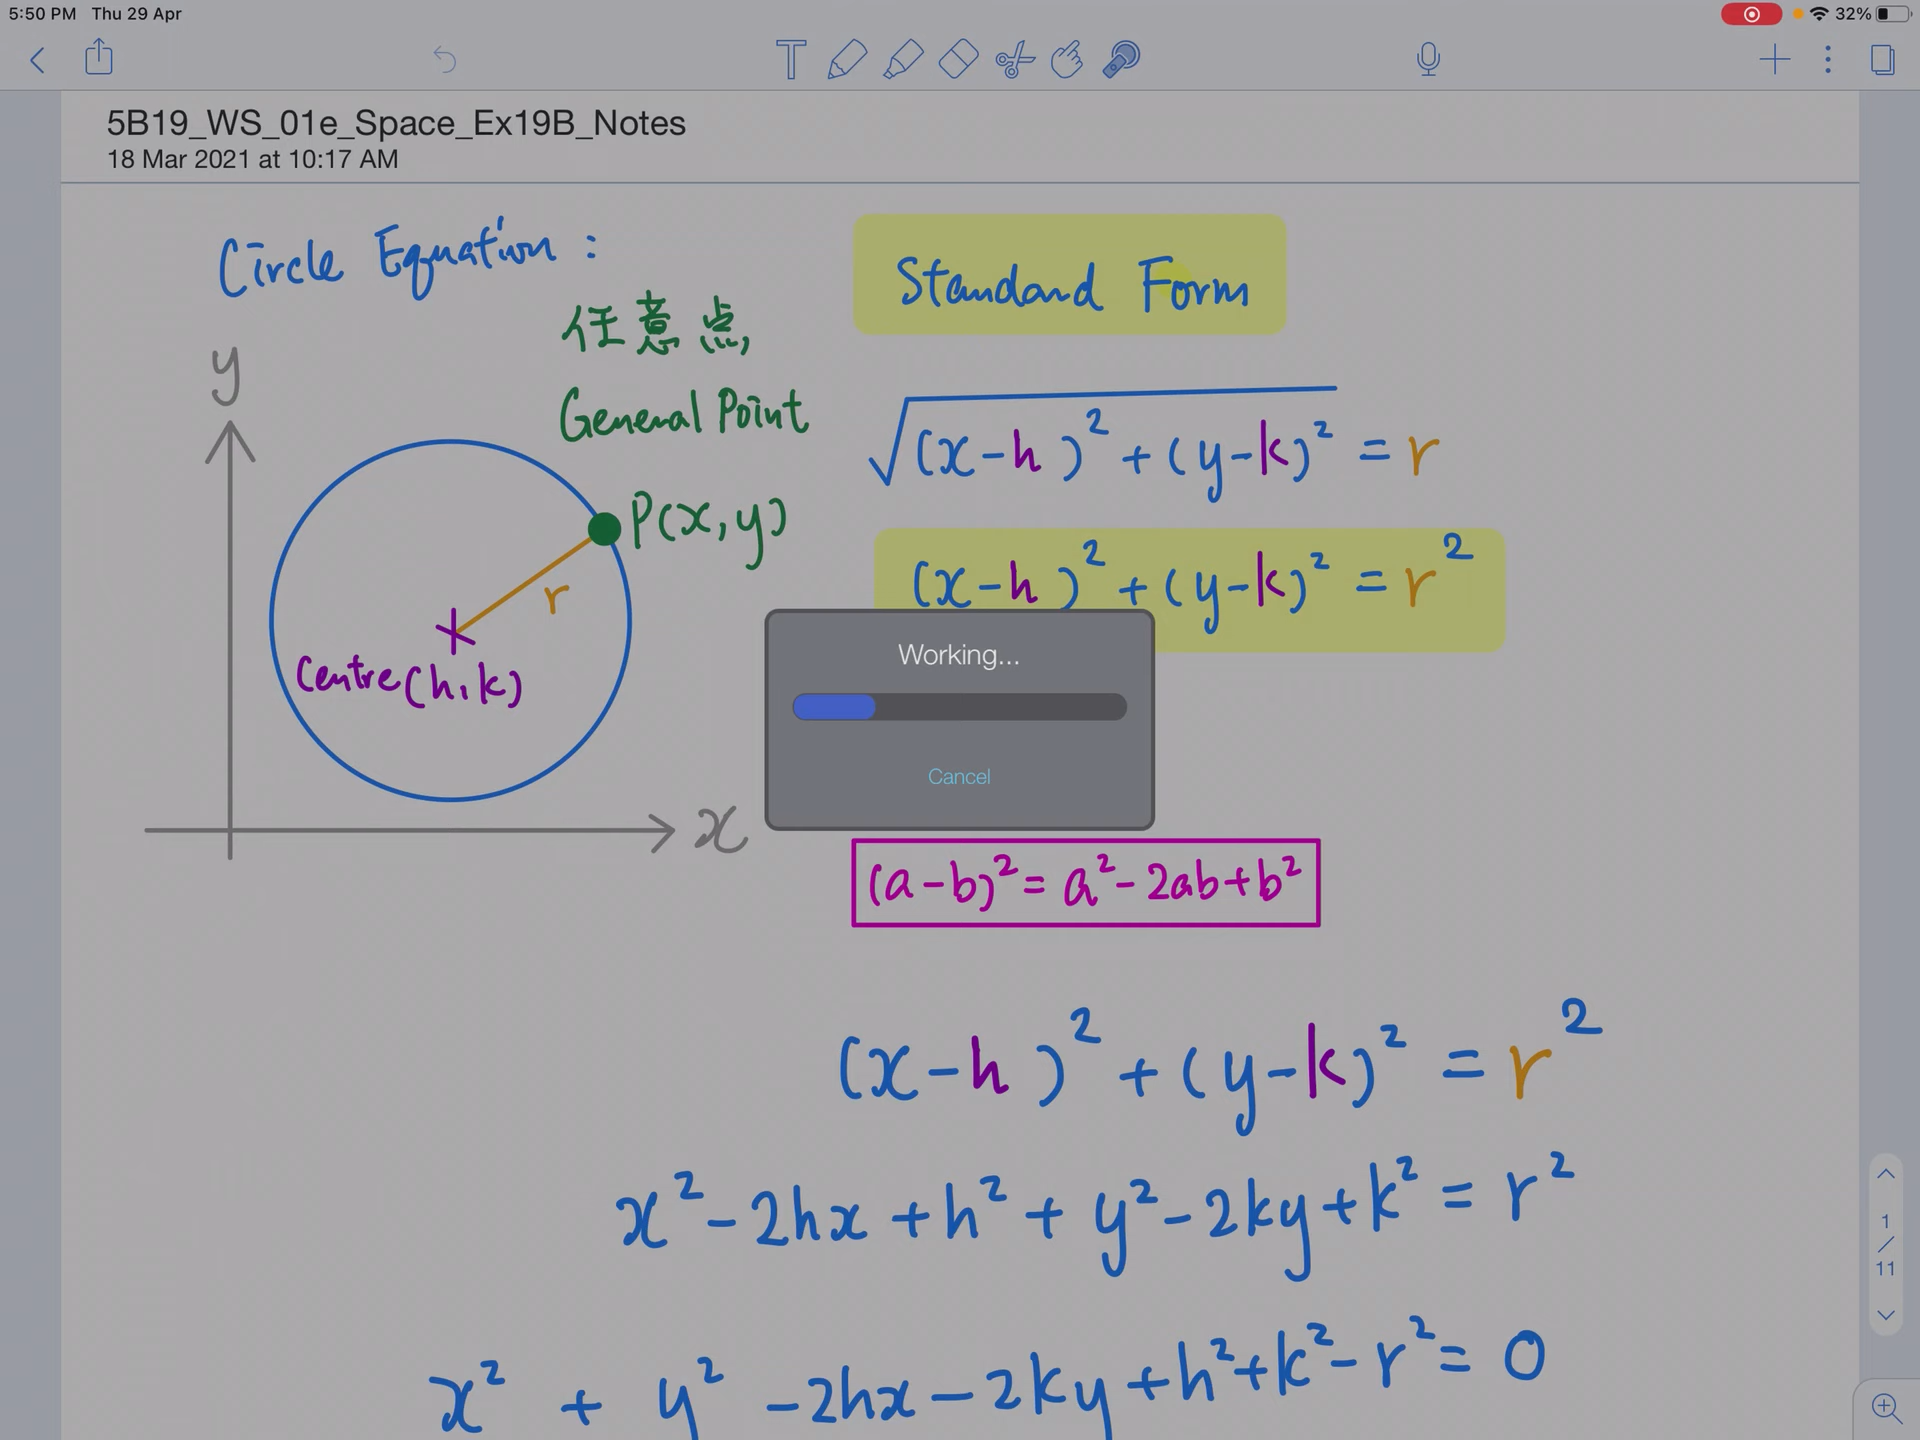 5:50 PM Thu 29 Apr
32%
5B19_WS_01e_Space_Ex19B_Notes
18 Mar 2021 at 10:17 AM
Circle Equation :
Standard Form
任意点,
General Point
y
√(x-h)² + (y-k)² = r
P(x,y)
(x-h)² + (y-k)² = r²
r
Centre(h,k)
Working...
Cancel
x
(a-b)² = a² - 2ab + b²
(x-h)² + (y-k)² = r²
x² - 2hx + h² + y² - 2ky + k² = r²
1
/
11
x² + y² - 2hx - 2ky + h² + k² - r² = 0